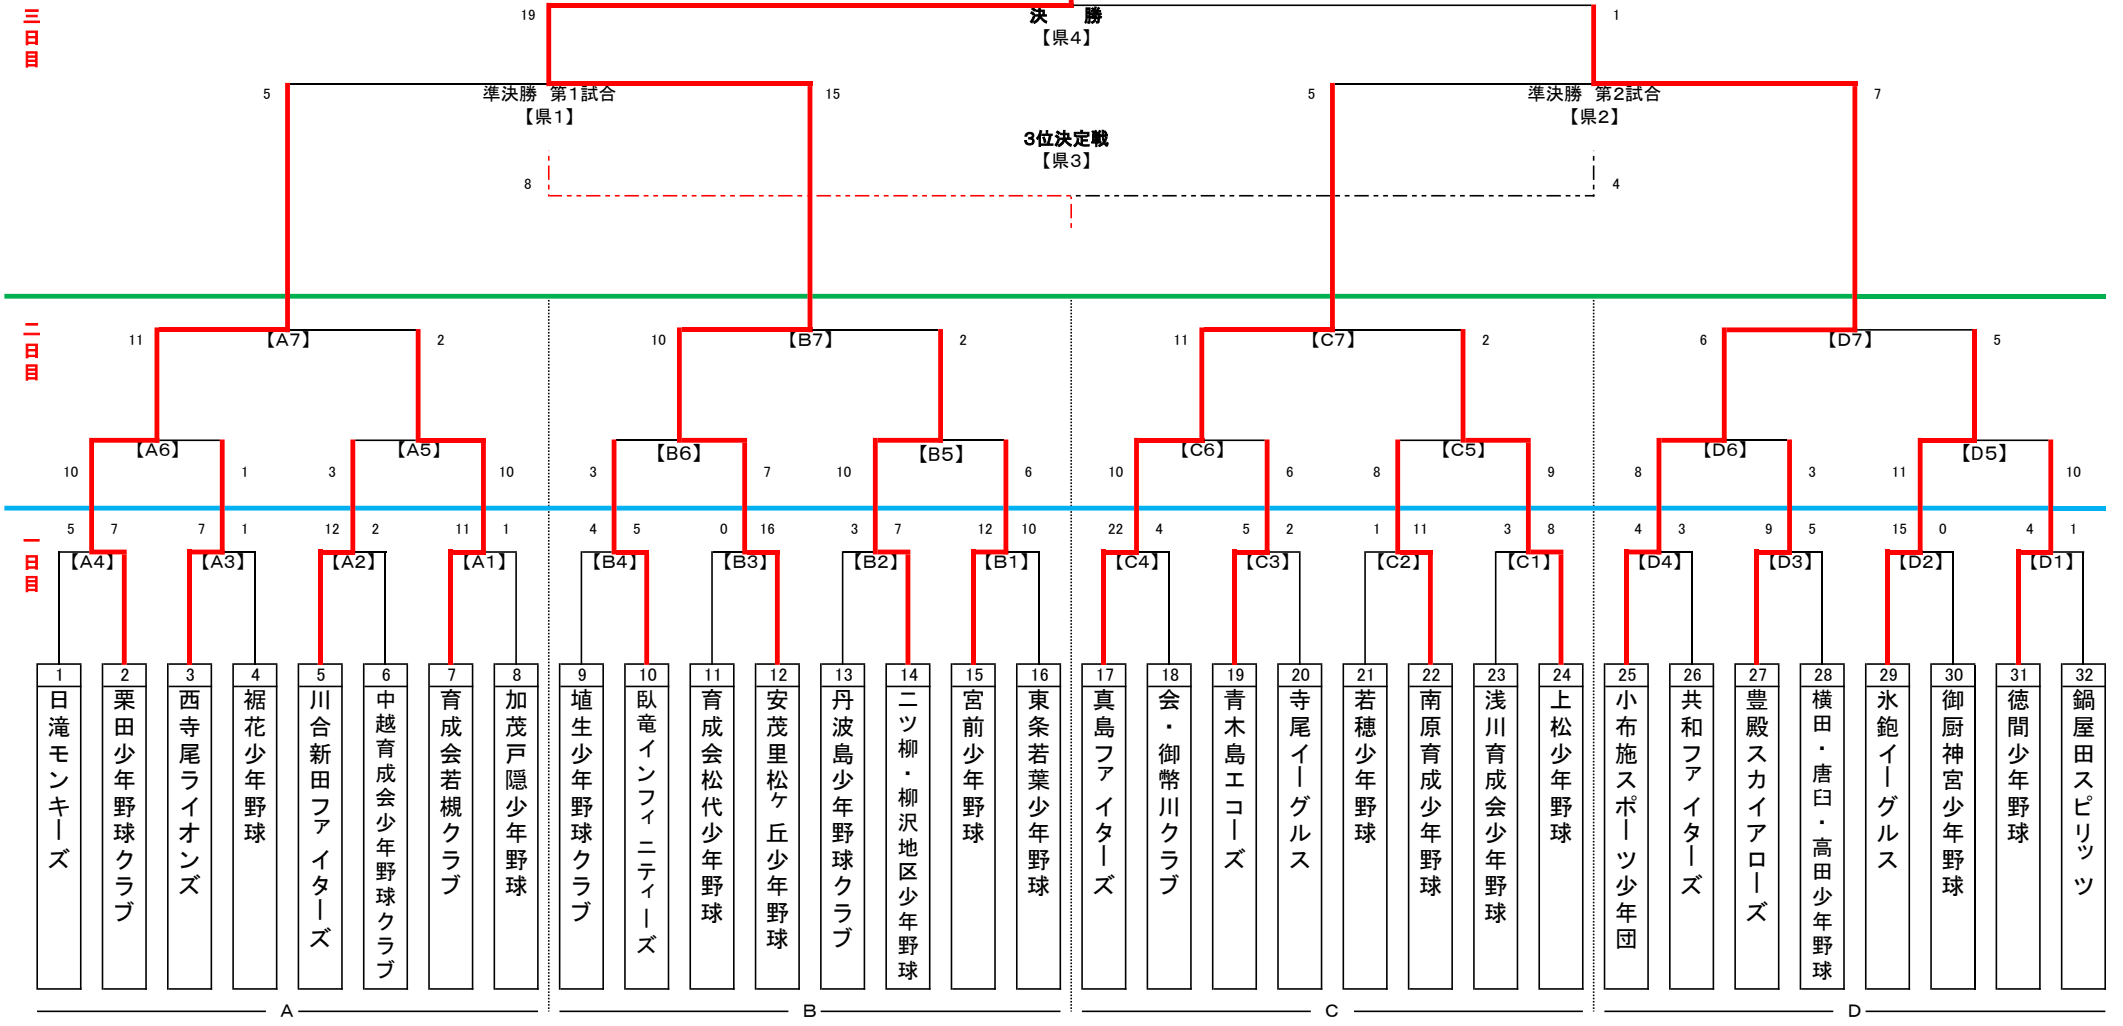 三日目
19
決　勝
1
【県4】
5
準決勝 第1試合
15
5
準決勝 第2試合
7
【県1】
【県2】
3位決定戦
【県3】
8
4
二日目
11
【A7】
2
10
【B7】
2
11
【C7】
2
6
【D7】
5
【A6】
【A5】
【B6】
【B5】
【C6】
【C5】
【D6】
【D5】
10
1
3
10
3
7
10
6
10
6
8
9
8
3
11
10
一日目
5
7
7
1
12
2
11
1
4
5
0
16
3
7
12
10
22
4
5
2
1
11
3
8
4
3
9
5
15
0
4
1
【A4】
【A3】
【A2】
【A1】
【B4】
【B3】
【B2】
【B1】
【C4】
【C3】
【C2】
【C1】
【D4】
【D3】
【D2】
【D1】
1
日滝モンキーズ
2
栗田少年野球クラブ
3
西寺尾ライオンズ
4
裾花少年野球
5
川合新田ファイターズ
6
中越育成会少年野球クラブ
7
育成会若槻クラブ
8
加茂戸隠少年野球
9
埴生少年野球クラブ
10
臥竜インフィニティーズ
11
育成会松代少年野球
12
安茂里松ヶ丘少年野球
13
丹波島少年野球クラブ
14
二ツ柳・柳沢地区少年野球
15
宮前少年野球
16
東条若葉少年野球
17
真島ファイターズ
18
会・御幣川クラブ
19
青木島エコーズ
20
寺尾イーグルス
21
若穂少年野球
22
南原育成少年野球
23
浅川育成会少年野球
24
上松少年野球
25
小布施スポーツ少年団
26
共和ファイターズ
27
豊殿スカイアローズ
28
横田・唐臼・高田少年野球
29
氷鉋イーグルス
30
御厨神宮少年野球
31
徳間少年野球
32
鍋屋田スピリッツ
A
B
C
D